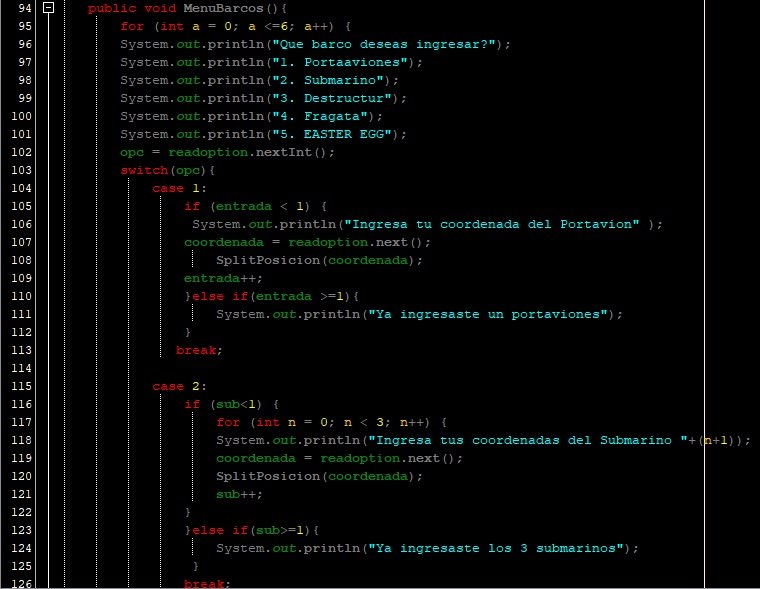 94 public void MenuBarcos(){
95 for (int a = 0; a <=6; a++) {
96 System.out.println("Que barco deseas ingresar?");
97 System.out.println("1. Portaaviones");
98 System.out.println("2. Submarino");
99 System.out.println("3. Destructur");
100 System.out.println("4. Fragata");
101 System.out.println("5. EASTER EGG");
102 opc = readoption.nextInt();
103 switch(opc){
104 case 1:
105 if (entrada < 1) {
106 System.out.println("Ingresa tu coordenada del Portavion" );
107 coordenada = readoption.next();
108 SplitPosicion(coordenada);
109 entrada++;
110 }else if(entrada >=1){
111 System.out.println("Ya ingresaste un portaviones");
112 }
113 break;
114
115 case 2:
116 if (sub<1) {
117 for (int n = 0; n < 3; n++) {
118 System.out.println("Ingresa tus coordenadas del Submarino "+(n+1));
119 coordenada = readoption.next();
120 SplitPosicion(coordenada);
121 sub++;
122 }
123 }else if(sub>=1){
124 System.out.println("Ya ingresaste los 3 submarinos");
125 }
126 break;